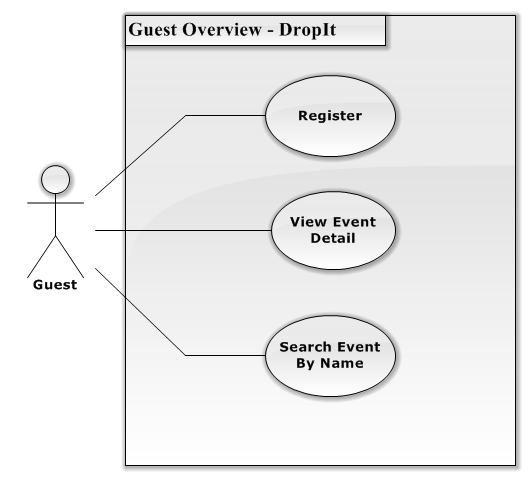 Guest Overview - DropIt
Register
View Event
Detail
Guest
Search Event
By Name